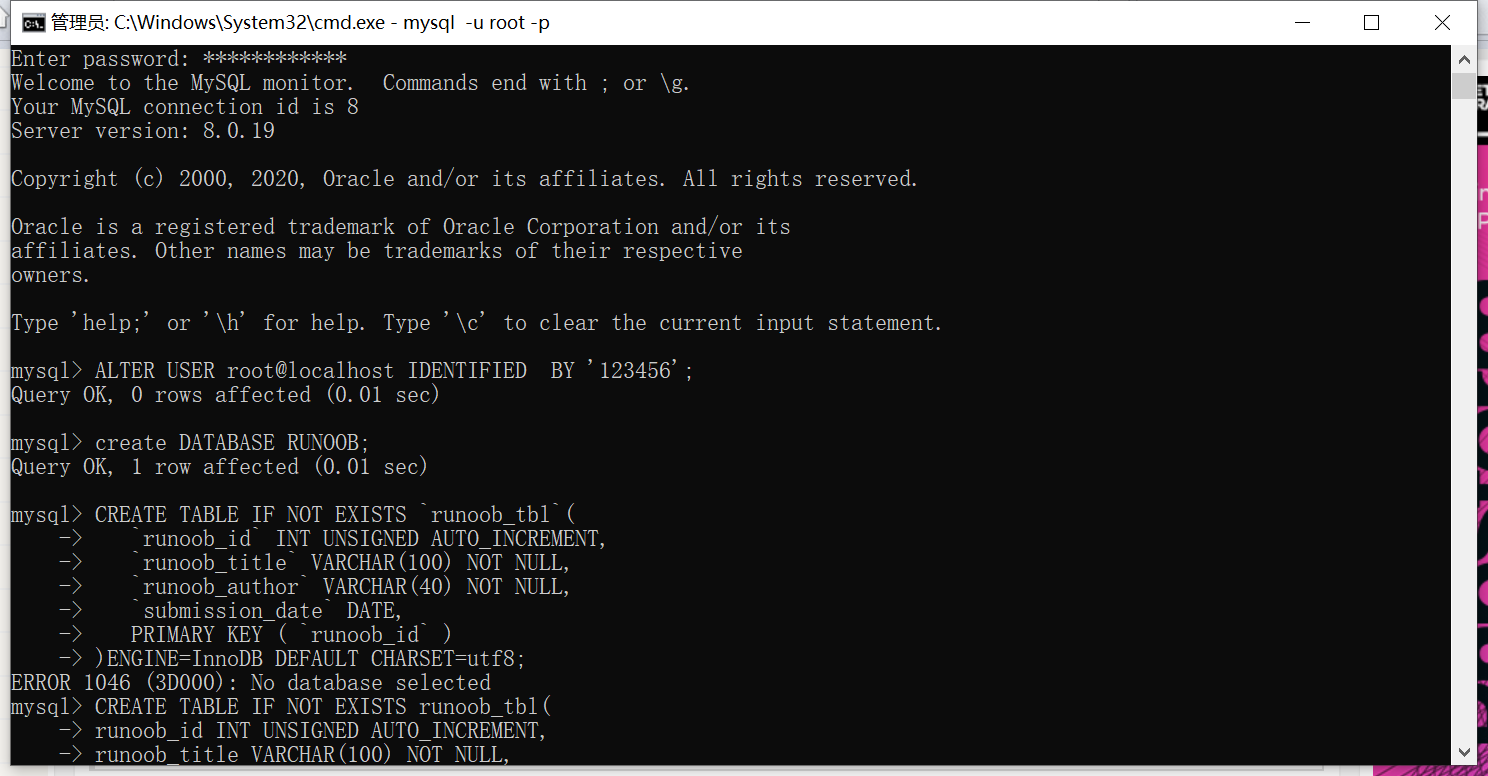 管理员: C:\Windows\System32\cmd.exe - mysql  -u root -p
Enter password: ************
Welcome to the MySQL monitor.  Commands end with ; or \g.
Your MySQL connection id is 8
Server version: 8.0.19
Copyright (c) 2000, 2020, Oracle and/or its affiliates. All rights reserved.
Oracle is a registered trademark of Oracle Corporation and/or its
affiliates. Other names may be trademarks of their respective
owners.
Type 'help;' or '\h' for help. Type '\c' to clear the current input statement.
mysql> ALTER USER root@localhost IDENTIFIED  BY '123456';
Query OK, 0 rows affected (0.01 sec)
mysql> create DATABASE RUNOOB;
Query OK, 1 row affected (0.01 sec)
mysql> CREATE TABLE IF NOT EXISTS `runoob_tbl`(
    ->    `runoob_id` INT UNSIGNED AUTO_INCREMENT,
    ->    `runoob_title` VARCHAR(100) NOT NULL,
    ->    `runoob_author` VARCHAR(40) NOT NULL,
    ->    `submission_date` DATE,
    ->    PRIMARY KEY ( `runoob_id` )
    -> )ENGINE=InnoDB DEFAULT CHARSET=utf8;
ERROR 1046 (3D000): No database selected
mysql> CREATE TABLE IF NOT EXISTS runoob_tbl(
    -> runoob_id INT UNSIGNED AUTO_INCREMENT,
    -> runoob_title VARCHAR(100) NOT NULL,